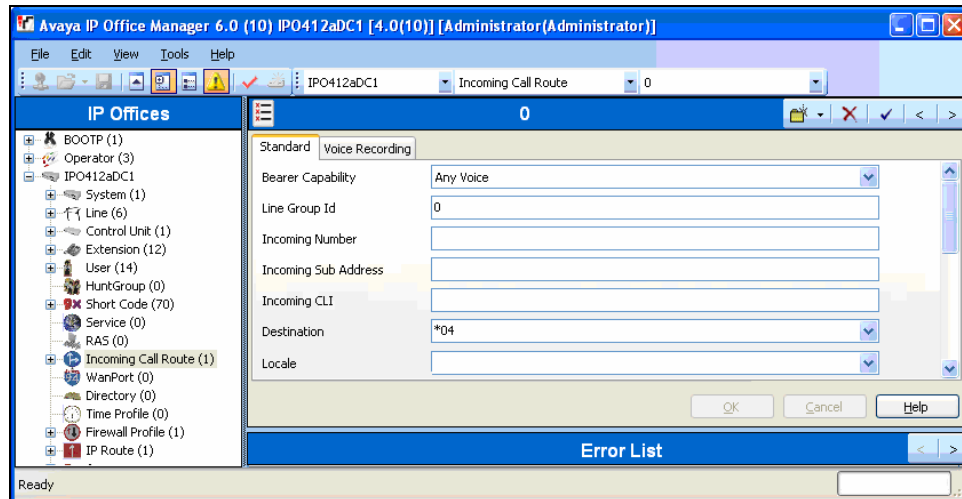 Avaya IP Office Manager 6.0 (10) IPO412aDC1 [4.0(10)] [Administrator(Administrator)]
File Edit View Tools Help
IPO412aDC1 Incoming Call Route 0
IP Offices
BOOTP (1)
Operator (3)
IPO412aDC1
System (1)
Line (6)
Control Unit (1)
Extension (12)
User (14)
HuntGroup (0)
Short Code (70)
Service (0)
RAS (0)
Incoming Call Route (1)
WanPort (0)
Directory (0)
Time Profile (0)
Firewall Profile (1)
IP Route (1)
0
Standard Voice Recording
Bearer Capability Any Voice
Line Group Id 0
Incoming Number
Incoming Sub Address
Incoming CLI
Destination *04
Locale
OK Cancel Help
Error List
Ready